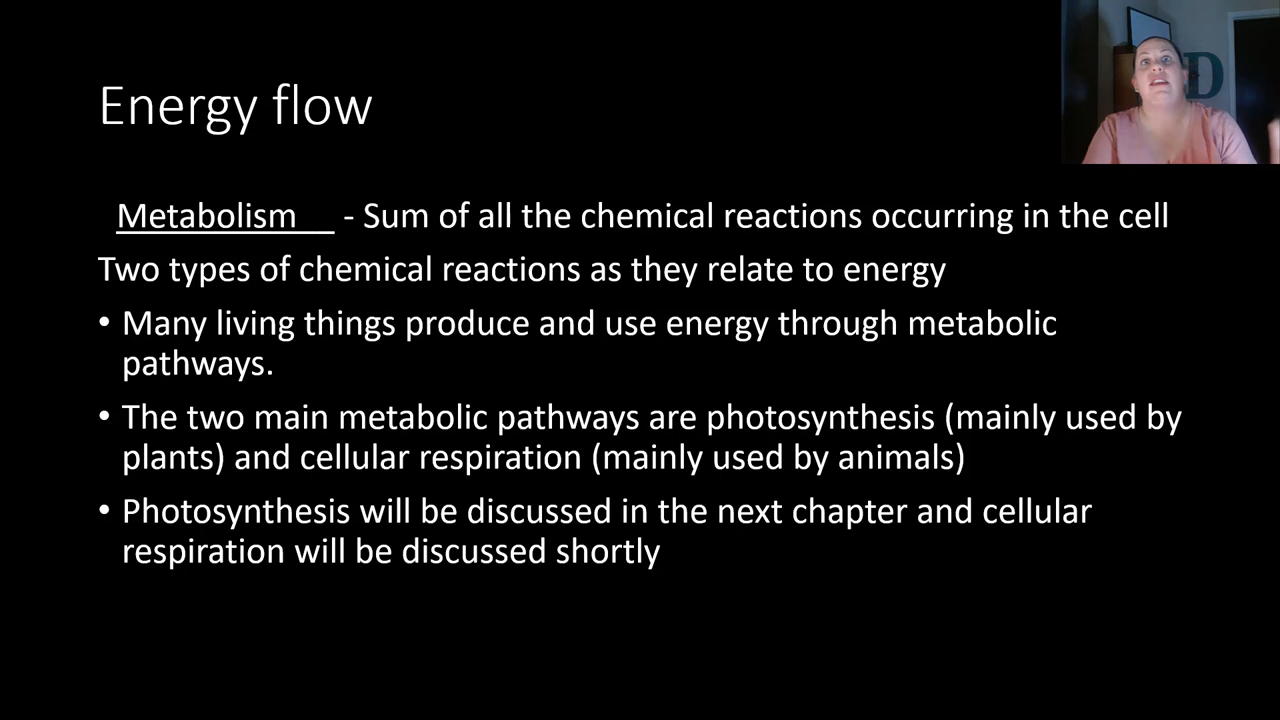 Energy flow
D
Metabolism__ - Sum of all the chemical reactions occurring in the cell
Two types of chemical reactions as they relate to energy
• Many living things produce and use energy through metabolic
pathways.
• The two main metabolic pathways are photosynthesis (mainly used by
plants) and cellular respiration (mainly used by animals)
• Photosynthesis will be discussed in the next chapter and cellular
respiration will be discussed shortly